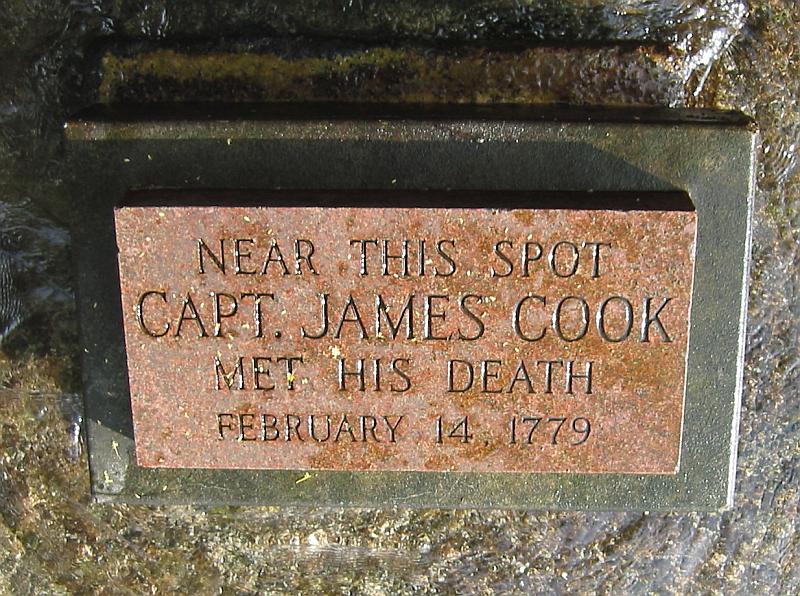 NEAR THIS SPOT
CAPT. JAMES COOK
MET HIS DEATH
FEBRUARY 14, 1779